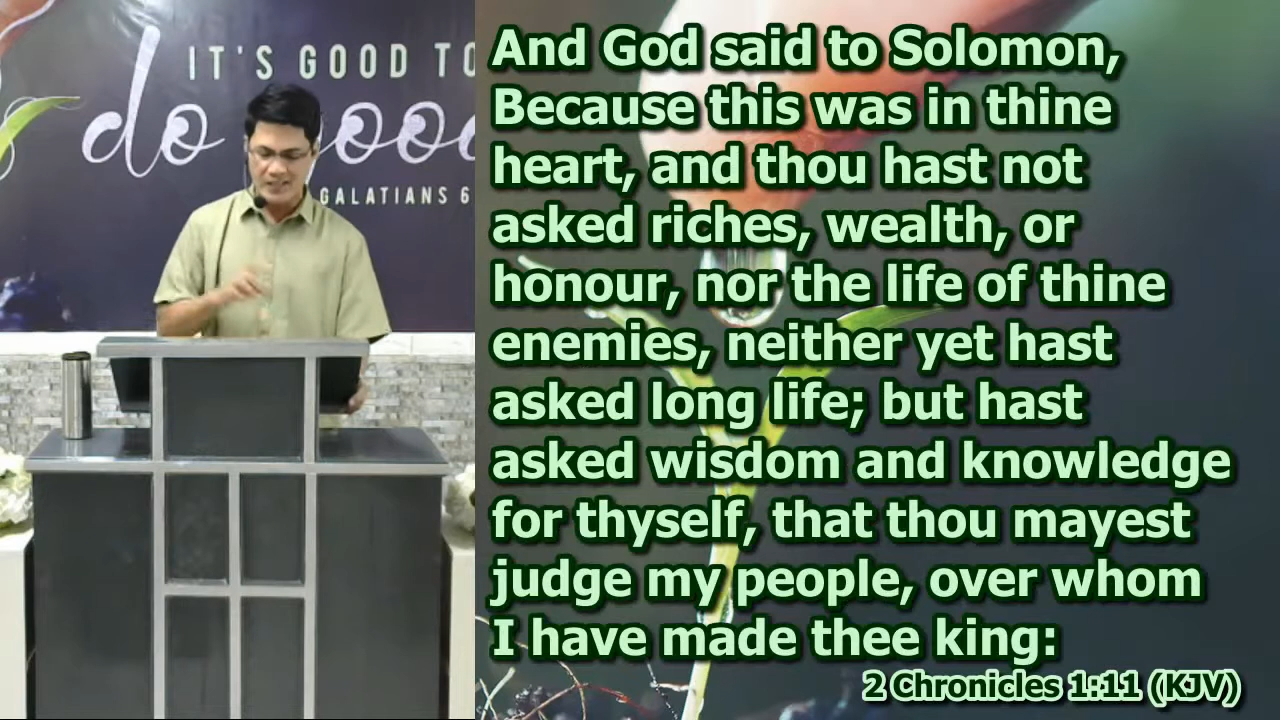 IT'S GOOD TO
do good
GALATIANS 6
And God said to Solomon,
Because this was in thine
heart, and thou hast not
asked riches, wealth, or
honour, nor the life of thine
enemies, neither yet hast
asked long life; but hast
asked wisdom and knowledge
for thyself, that thou mayest
judge my people, over whom
I have made thee king:
2 Chronicles 1:11 (KJV)